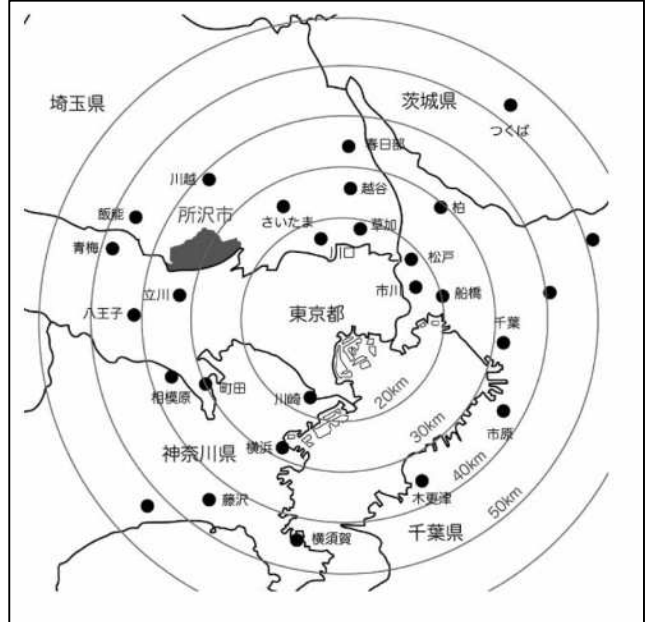 埼玉県
茨城県
つくば
春日部
川越
越谷
柏
飯能
所沢市
さいたま
草加
青梅
川口
松戸
立川
市川
船橋
八王子
東京都
千葉
相模原
町田
川崎
20km
30km
市原
神奈川県
横浜
40km
50km
藤沢
木更津
千葉県
横須賀